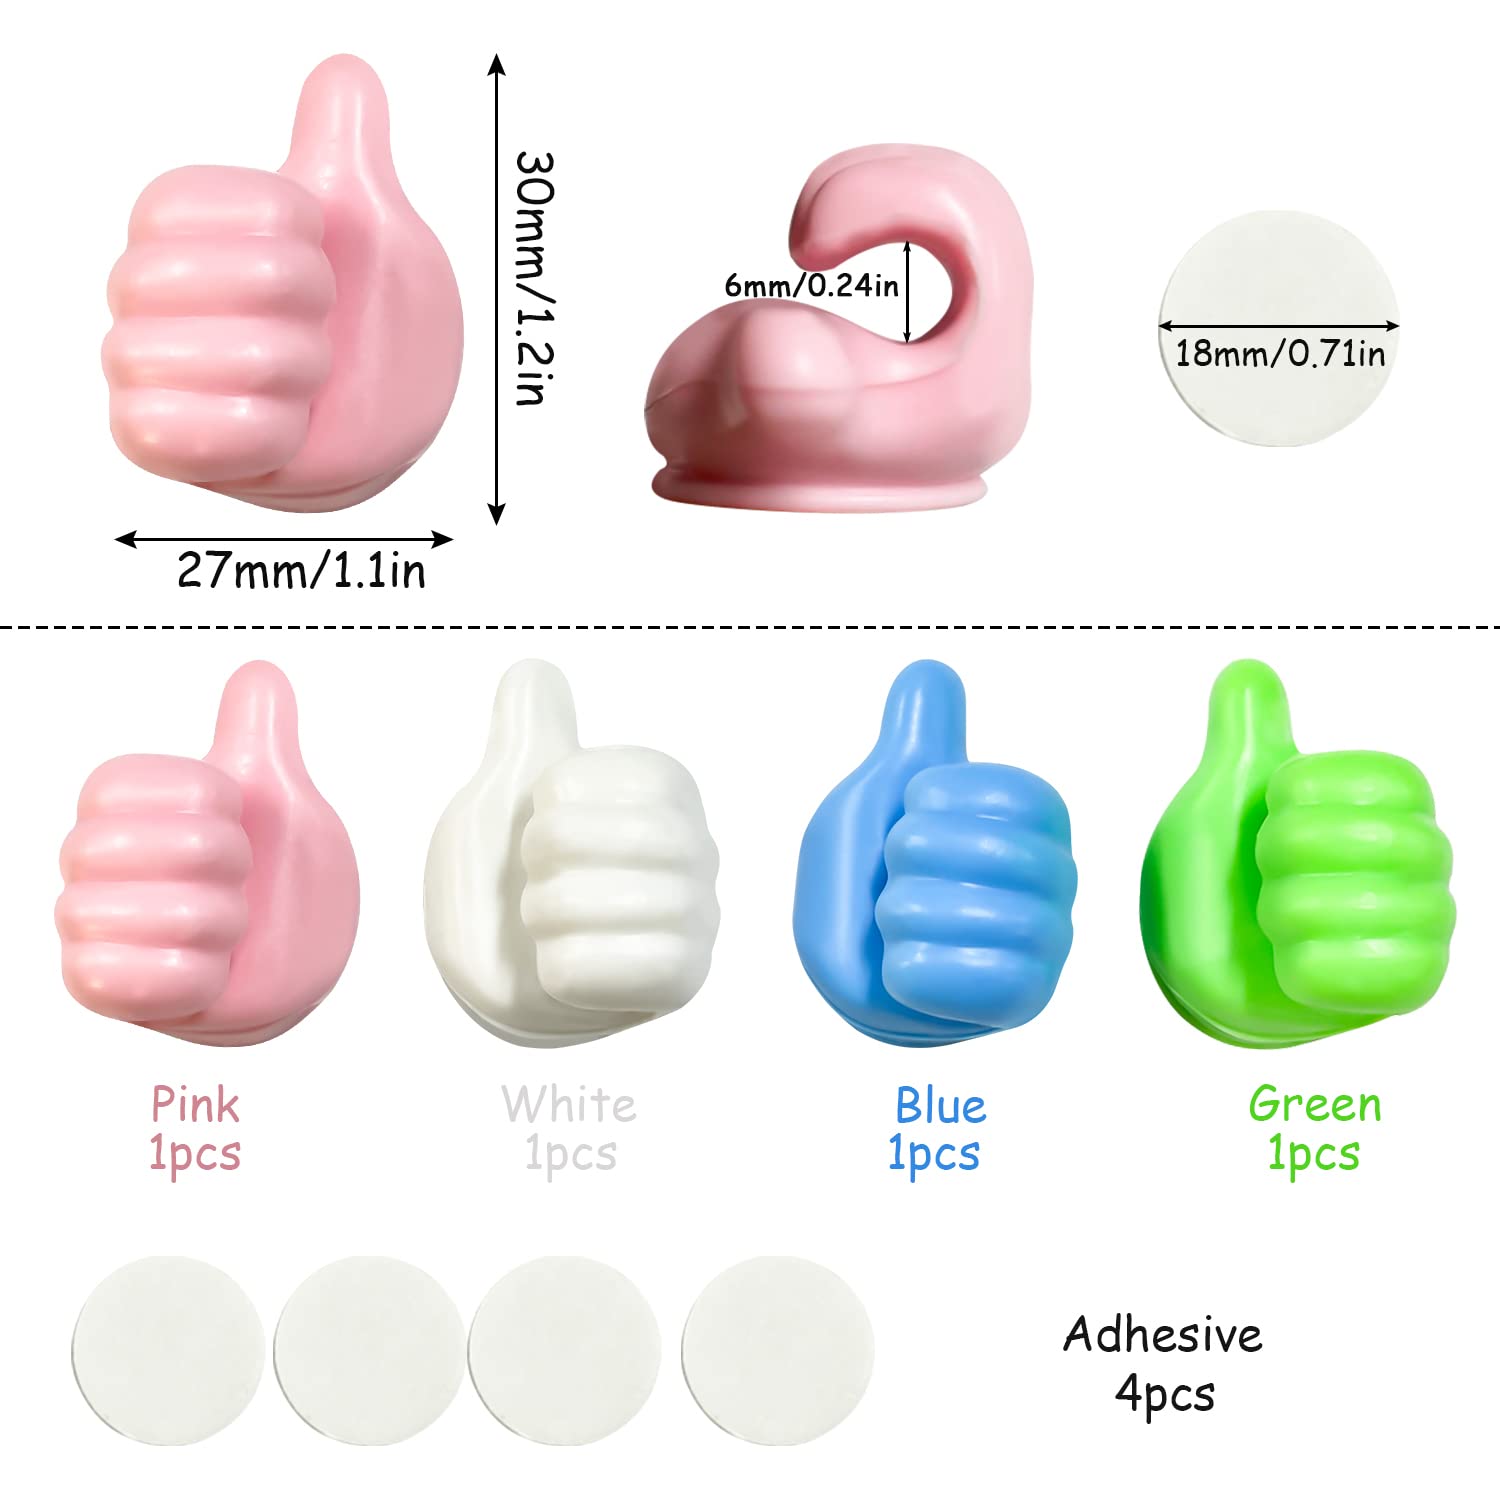 30mm/1.2in
6mm/0.24in
18mm/0.71in
27mm/1.1in
Pink
1pcs
White
1pcs
Blue
1pcs
Green
1pcs
Adhesive
4pcs